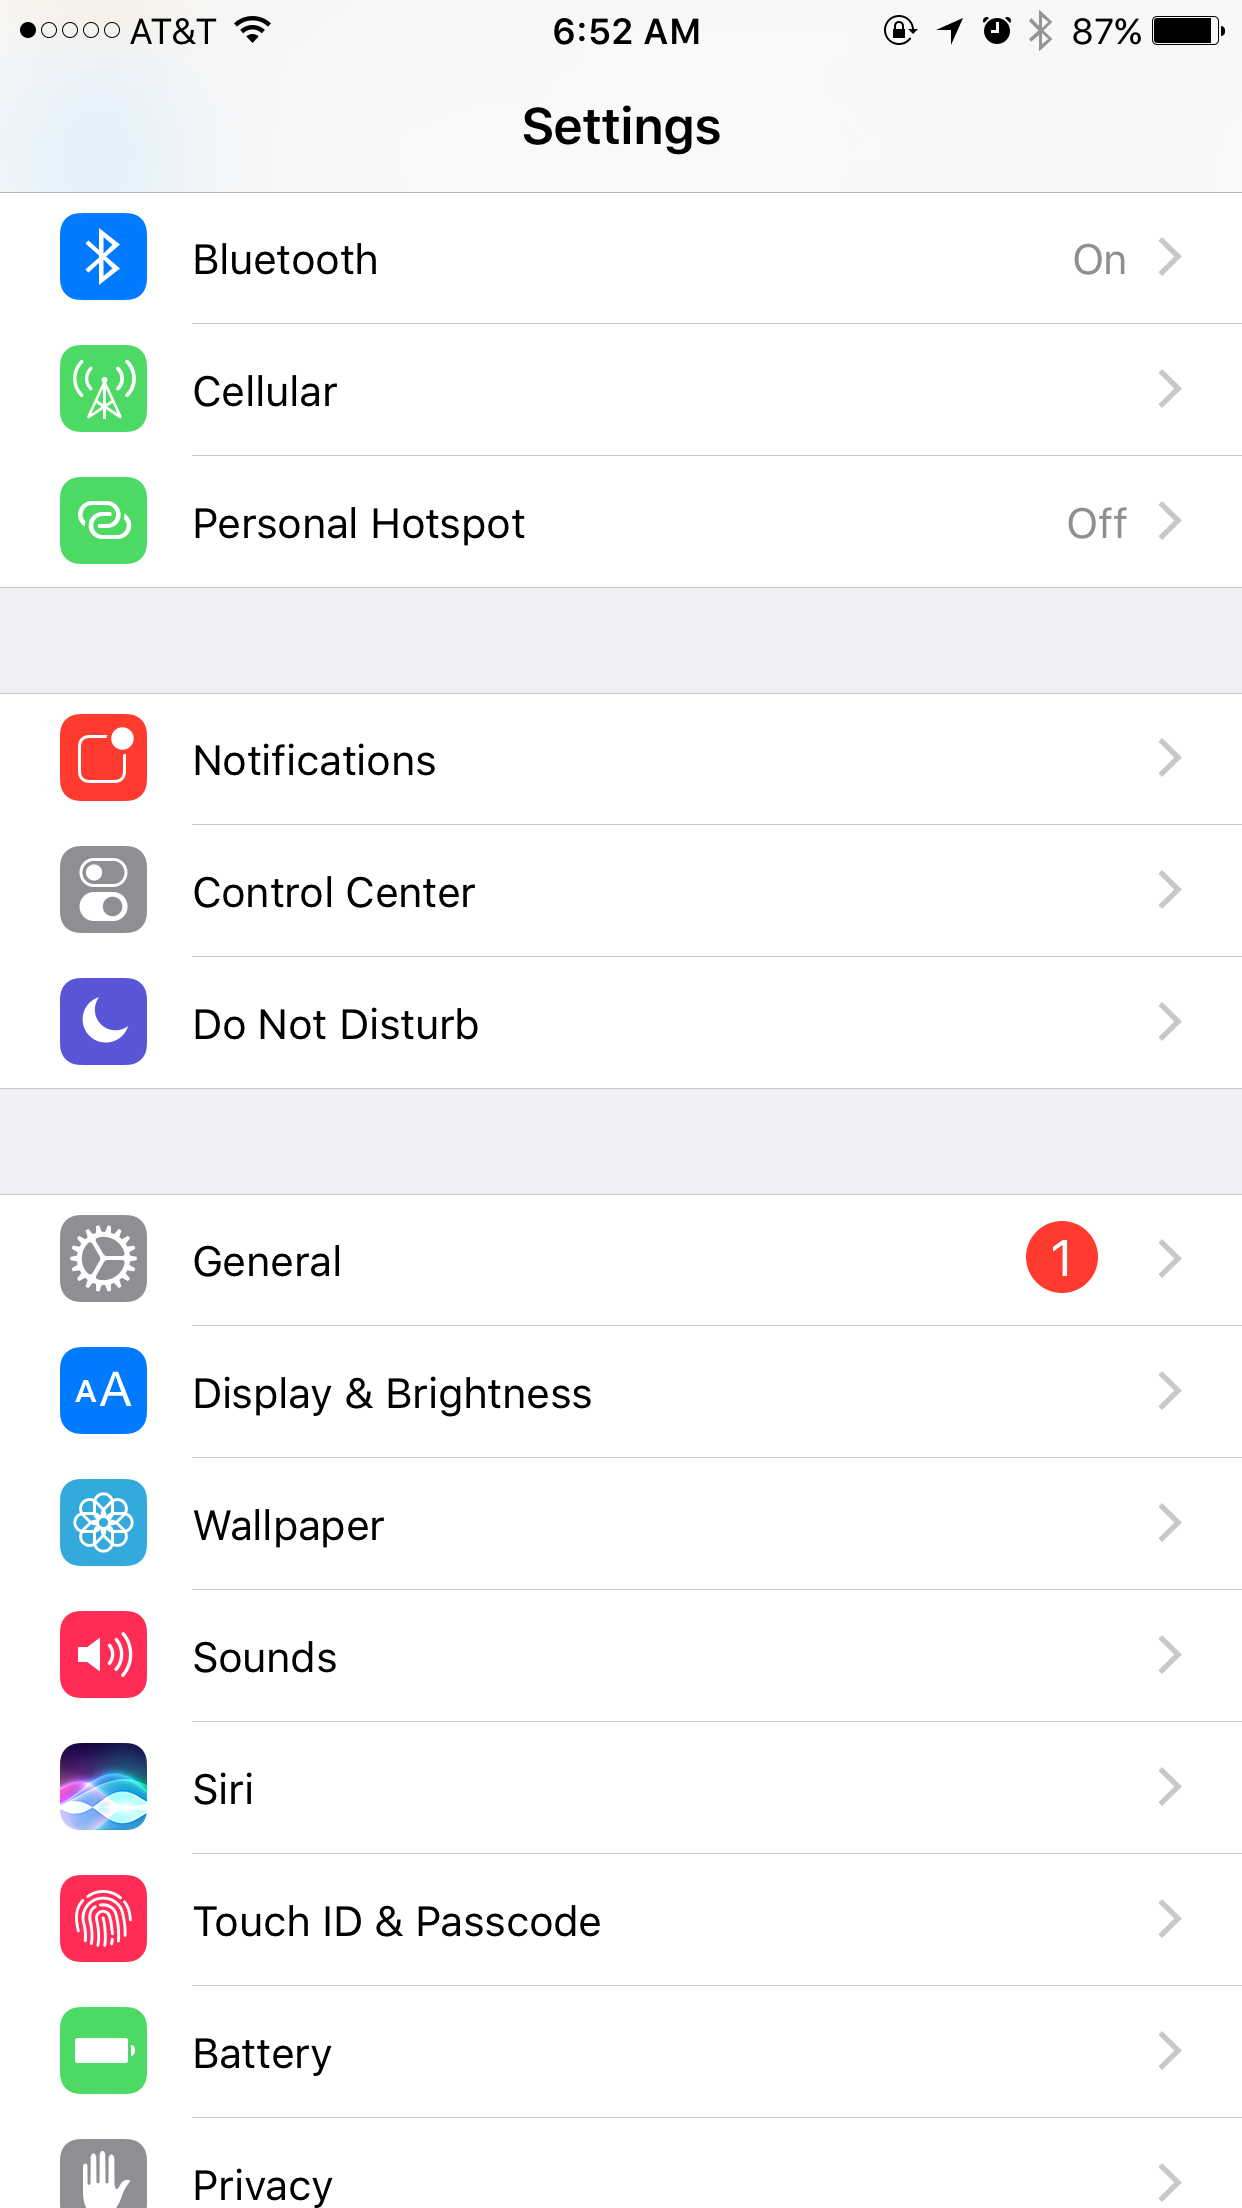 AT&T 6:52 AM 87%
Settings
Bluetooth On
Cellular
Personal Hotspot Off
Notifications
Control Center
Do Not Disturb
General 1
AA Display & Brightness
Wallpaper
Sounds
Siri
Touch ID & Passcode
Battery
Privacy